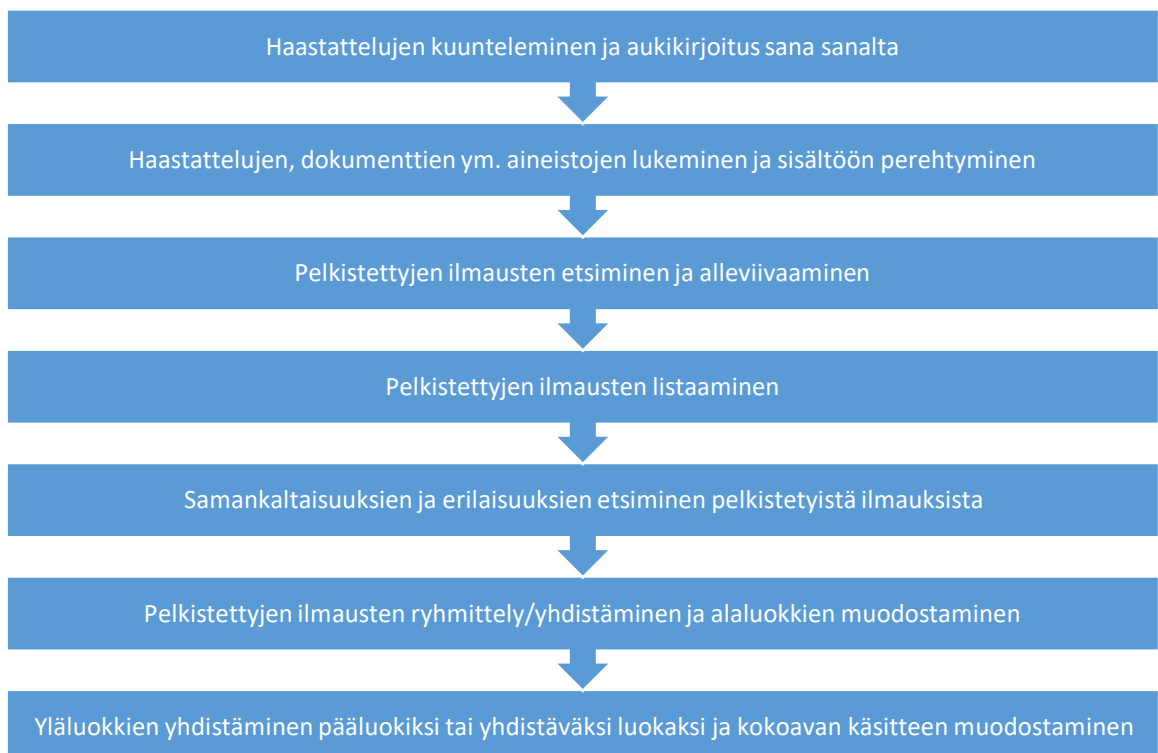 Haastattelujen kuunteleminen ja aukikirjoitus sana sanalta
Haastattelujen, dokumenttien ym. aineistojen lukeminen ja sisältöön perehtyminen
Pelkistettyjen ilmausten etsiminen ja alleviivaaminen
Pelkistettyjen ilmausten listaaminen
Samankaltaisuuksien ja erilaisuuksien etsiminen pelkistetyistä ilmauksista
Pelkistettyjen ilmausten ryhmittely/yhdistäminen ja alaluokkien muodostaminen
Yläluokkien yhdistäminen pääluokiksi tai yhdistäväksi luokaksi ja kokoavan käsitteen muodostaminen